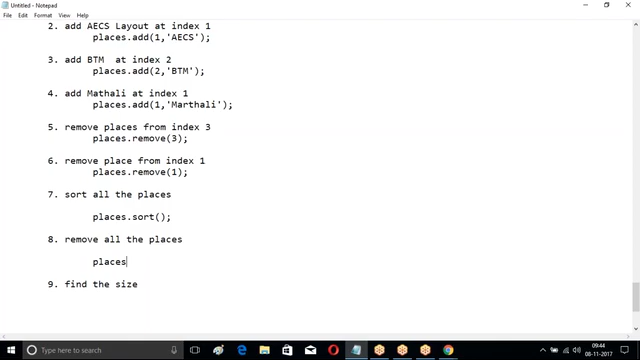 Untitled - Notepad
File Edit Format View Help
2. add AECS Layout at index 1
places.add(1,'AECS');
3. add BTM  at index 2
places.add(2,'BTM');
4. add Mathali at index 1
places.add(1,'Marthali');
5. remove places from index 3
places.remove(3);
6. remove place from index 1
places.remove(1);
7. sort all the places
places.sort();
8. remove all the places
places
9. find the size
Type here to search
09:44
08-11-2017